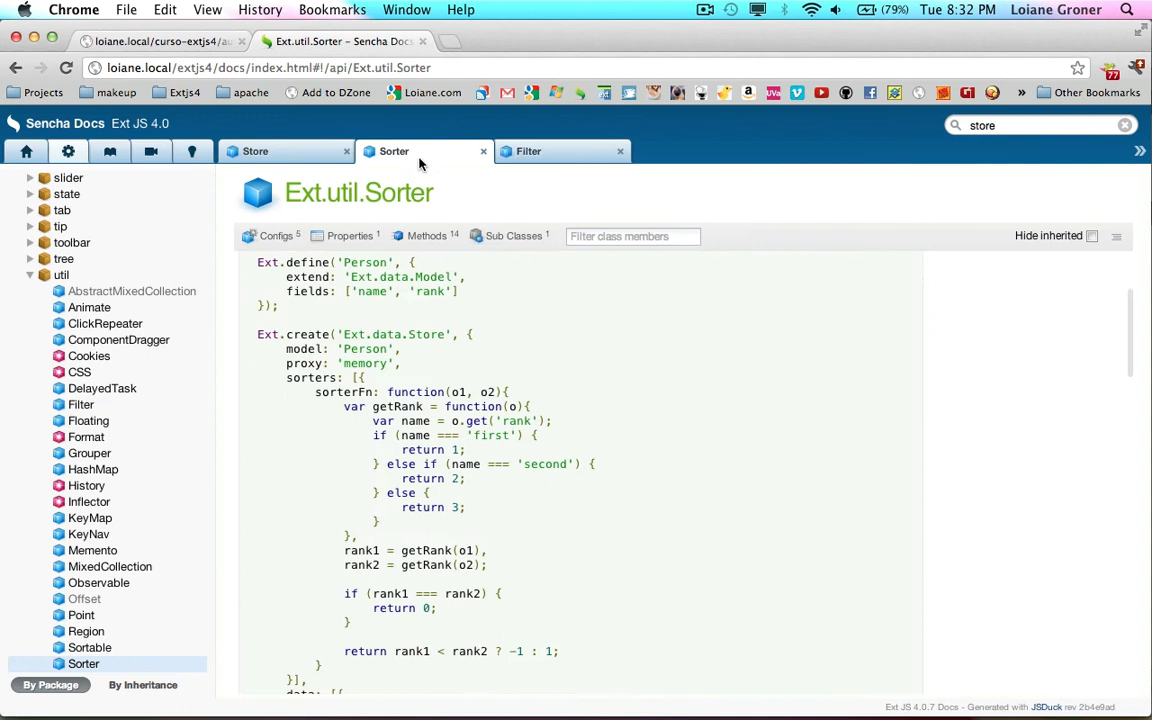 Chrome File Edit View History Bookmarks Window Help (79%) Tue 8:32 PM Loiane Groner
loiane.local/curso-extjs4/au Ext.util.Sorter – Sencha Docs
loiane.local/extjs4/docs/index.html#!/api/Ext.util.Sorter 77
Projects makeup Extjs4 apache Add to DZone Loiane.com UVa » Other Bookmarks
Sencha Docs Ext JS 4.0 store
Store Sorter Filter »
slider
state
tab
tip
toolbar
tree
util
AbstractMixedCollection
Animate
ClickRepeater
ComponentDragger
Cookies
CSS
DelayedTask
Filter
Floating
Format
Grouper
HashMap
History
Inflector
KeyMap
KeyNav
Memento
MixedCollection
Observable
Offset
Point
Region
Sortable
Sorter
By Package By Inheritance
Ext.util.Sorter
Configs 5 Properties 1 Methods 14 Sub Classes 1 Filter class members Hide inherited
Ext.define('Person', {
extend: 'Ext.data.Model',
fields: ['name', 'rank']
});
Ext.create('Ext.data.Store', {
model: 'Person',
proxy: 'memory',
sorters: [{
sorterFn: function(o1, o2){
var getRank = function(o){
var name = o.get('rank');
if (name === 'first') {
return 1;
} else if (name === 'second') {
return 2;
} else {
return 3;
}
},
rank1 = getRank(o1),
rank2 = getRank(o2);
if (rank1 === rank2) {
return 0;
}
return rank1 < rank2 ? -1 : 1;
}
}],
data: [{
Ext JS 4.0.7 Docs - Generated with JSDuck rev 2b4e9ad